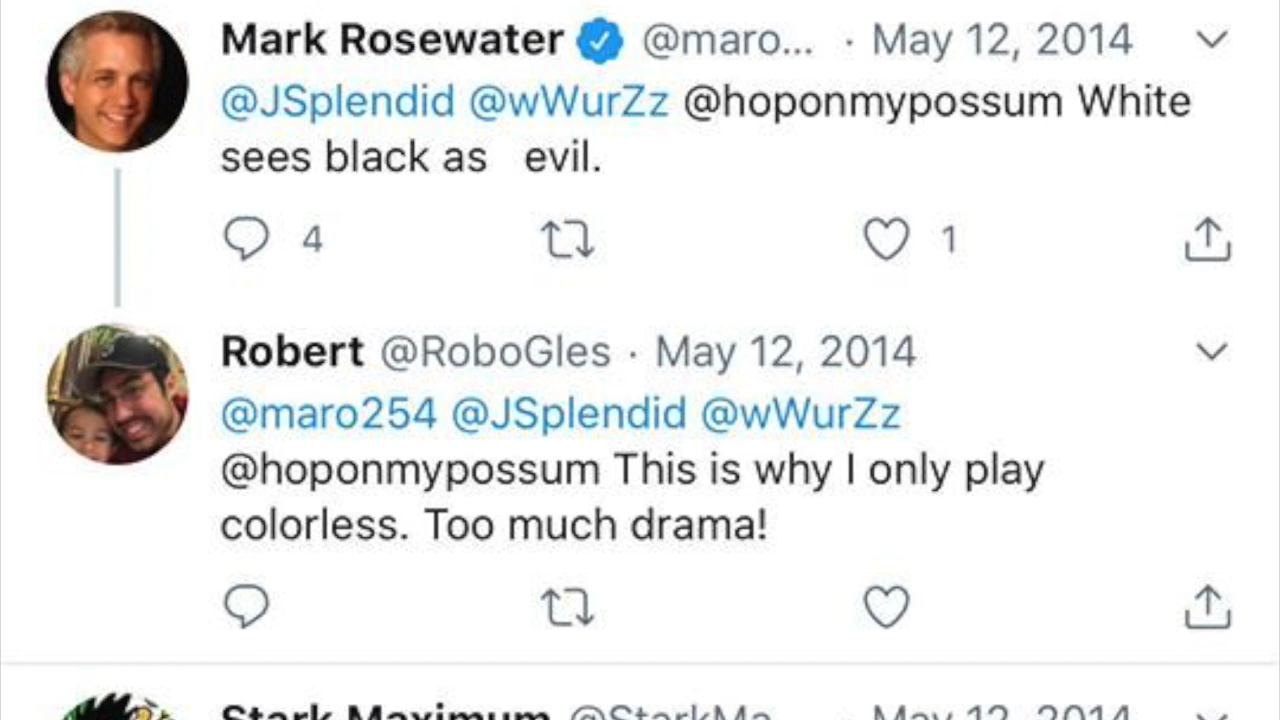 Mark Rosewater @maro... · May 12, 2014
@JSplendid @wWurZz @hoponmypossum White
sees black as evil.
4 1
Robert @RoboGles · May 12, 2014
@maro254 @JSplendid @wWurZz
@hoponmypossum This is why I only play
colorless. Too much drama!
Stark Maximum @StarkMa... · May 12, 2014